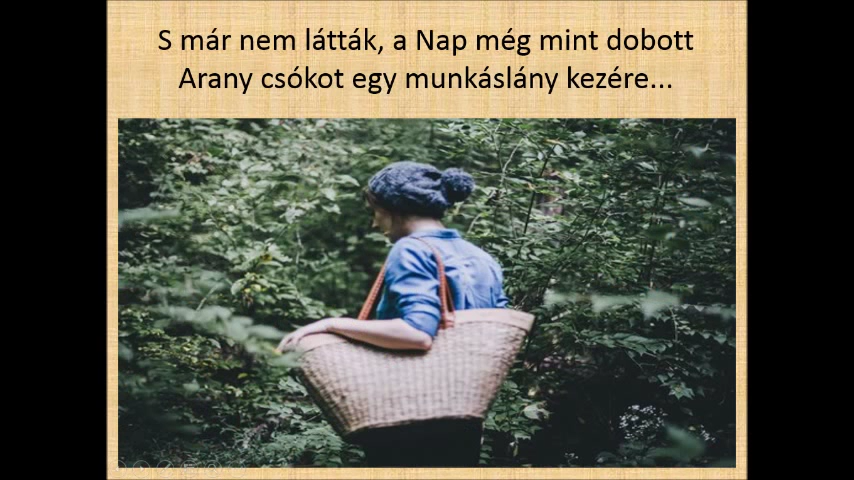 S már nem látták, a Nap még mint dobott
Arany csókot egy munkáslány kezére...